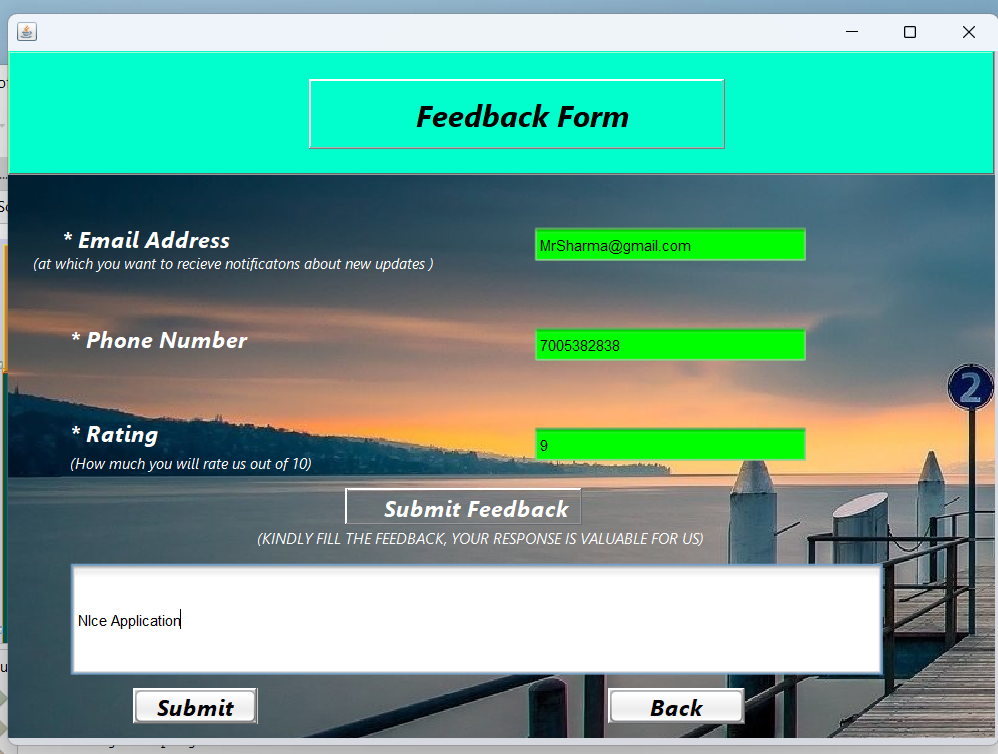 Feedback Form
* Email Address
MrSharma@gmail.com
(at which you want to recieve notificatons about new updates )
* Phone Number
7005382838
2
* Rating
9
(How much you will rate us out of 10)
Submit Feedback
(KINDLY FILL THE FEEDBACK, YOUR RESPONSE IS VALUABLE FOR US)
NIce Application
Submit
Back